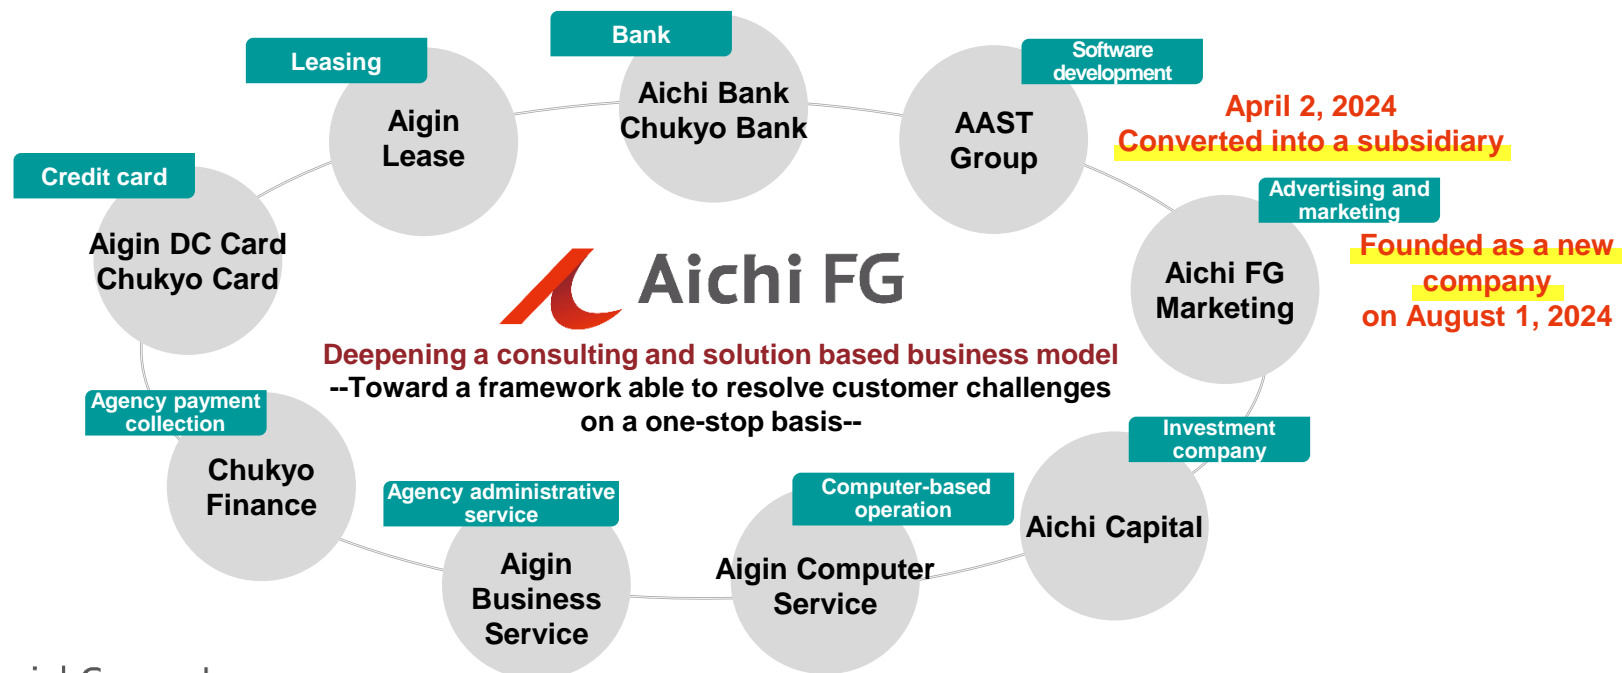 Bank
Aichi Bank
Chukyo Bank
Leasing
Aigin
Lease
Software
development
AAST
Group
April 2, 2024
Converted into a subsidiary
Credit card
Aigin DC Card
Chukyo Card
Advertising and
marketing
Aichi FG
Marketing
Founded as a new
company
on August 1, 2024
Aichi FG
Deepening a consulting and solution based business model
--Toward a framework able to resolve customer challenges
on a one-stop basis--
Agency payment
collection
Chukyo
Finance
Agency administrative
service
Aigin
Business
Service
Computer-based
operation
Aigin Computer
Service
Investment
company
Aichi Capital